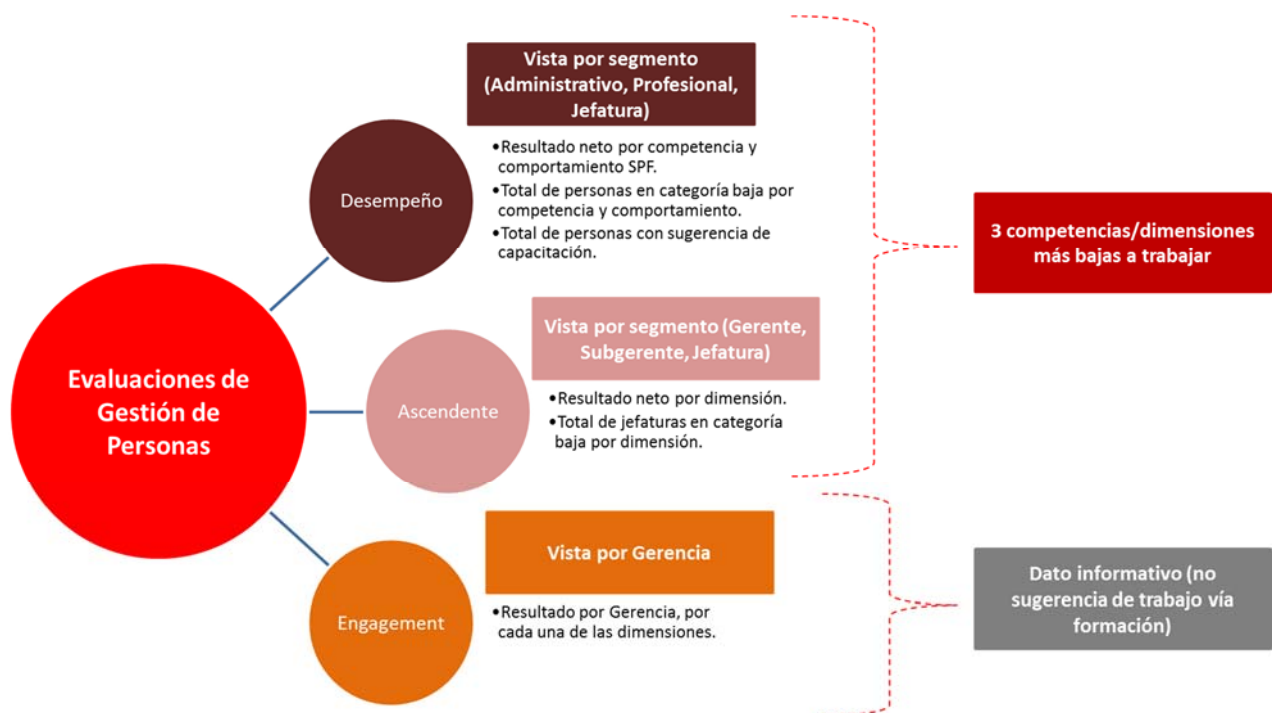 Evaluaciones de
Gestión de
Personas
Desempeño
Vista por segmento
(Administrativo, Profesional,
Jefatura)
•Resultado neto por competencia y
comportamiento SPF.
•Total de personas en categoría baja por
competencia y comportamiento.
•Total de personas con sugerencia de
capacitación.
Ascendente
Vista por segmento (Gerente,
Subgerente, Jefatura)
•Resultado neto por dimensión.
•Total de jefaturas en categoría
baja por dimensión.
3 competencias/dimensiones
más bajas a trabajar
Engagement
Vista por Gerencia
•Resultado por Gerencia, por
cada una de las dimensiones.
Dato informativo (no
sugerencia de trabajo vía
formación)